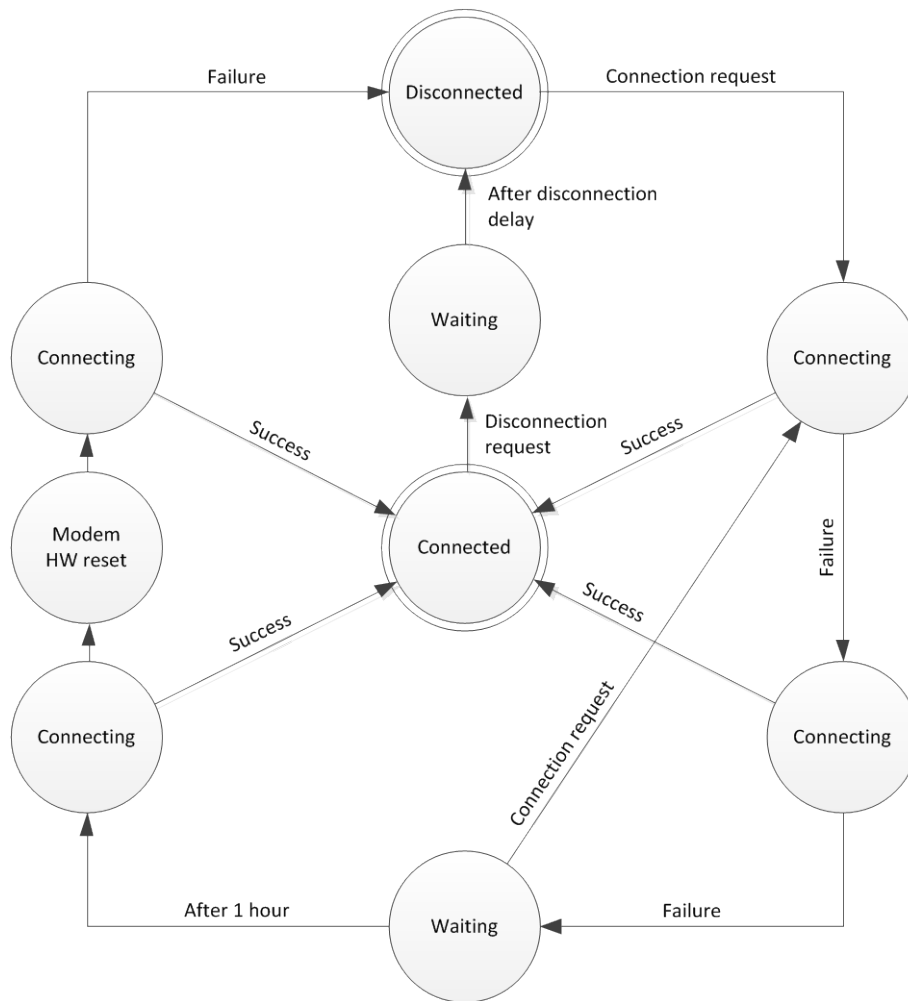 Failure
Disconnected
Connection request
After disconnection
delay
Waiting
Connecting
Connecting
Success
Disconnection
request
Success
Modem
HW reset
Connected
Failure
Success
Success
Connecting
Connection request
Connecting
After 1 hour
Waiting
Failure